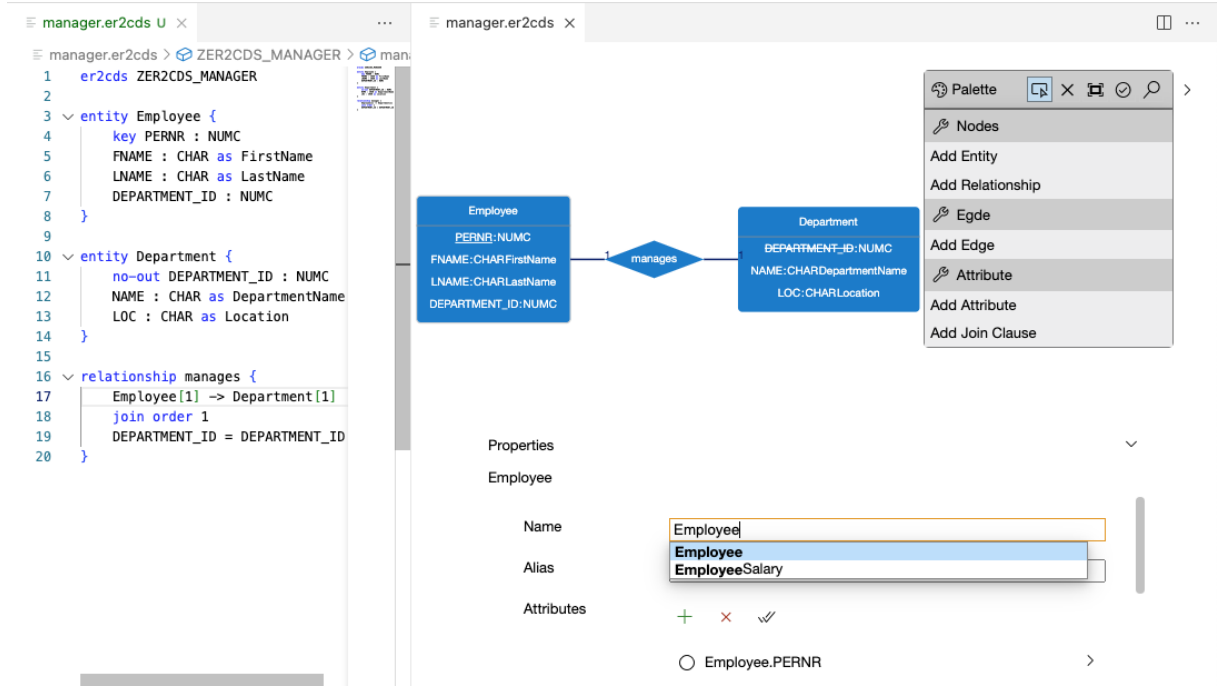 manager.er2cds U
manager.er2cds
manager.er2cds > ZER2CDS_MANAGER > mana
1 er2cds ZER2CDS_MANAGER
2
3 entity Employee {
4 key PERNR : NUMC
5 FNAME : CHAR as FirstName
6 LNAME : CHAR as LastName
7 DEPARTMENT_ID : NUMC
8 }
9
10 entity Department {
11 no-out DEPARTMENT_ID : NUMC
12 NAME : CHAR as DepartmentName
13 LOC : CHAR as Location
14 }
15
16 relationship manages {
17 Employee[1] -> Department[1]
18 join order 1
19 DEPARTMENT_ID = DEPARTMENT_ID
20 }
Employee
PERNR:NUMC
FNAME:CHARFirstName
LNAME:CHARLastName
DEPARTMENT_ID:NUMC
1
manages
1
Department
DEPARTMENT_ID:NUMC
NAME:CHARDepartmentName
LOC:CHARLocation
Palette
Nodes
Add Entity
Add Relationship
Egde
Add Edge
Attribute
Add Attribute
Add Join Clause
Properties
Employee
Name
Employee
Employee
EmployeeSalary
Alias
Attributes
Employee.PERNR